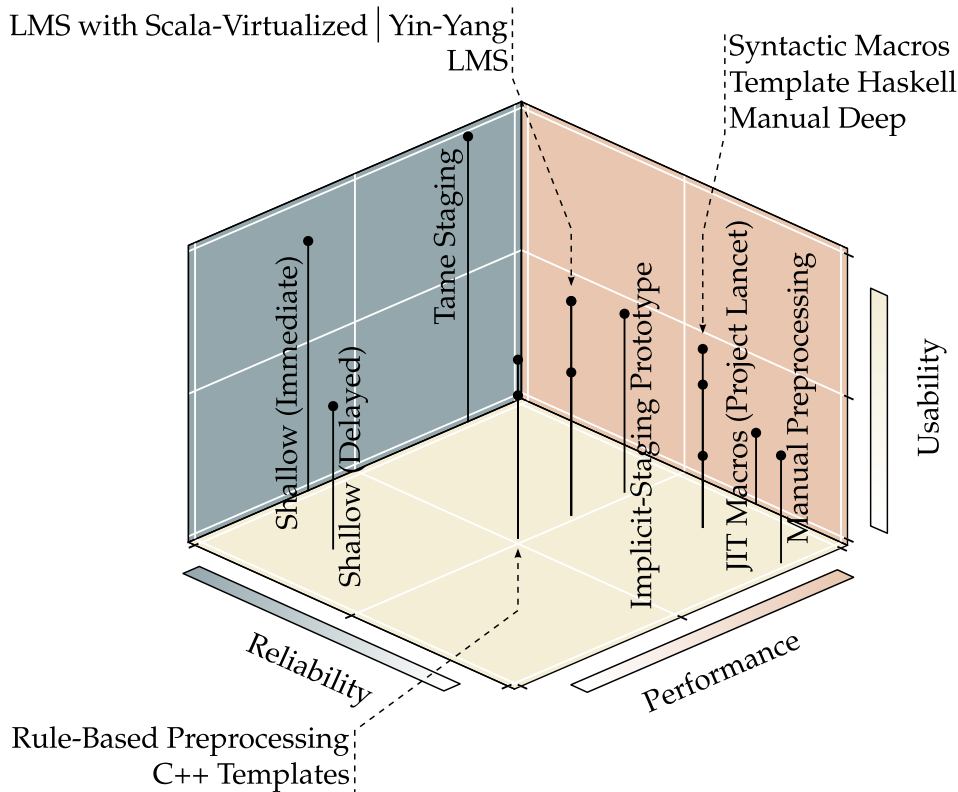 LMS with Scala-Virtualized | Yin-Yang
LMS
Syntactic Macros
Template Haskell
Manual Deep
Tame Staging
Shallow (Immediate)
Shallow (Delayed)
Implicit-Staging Prototype
JIT Macros (Project Lancet)
Manual Preprocessing
Usability
Reliability
Performance
Rule-Based Preprocessing
C++ Templates